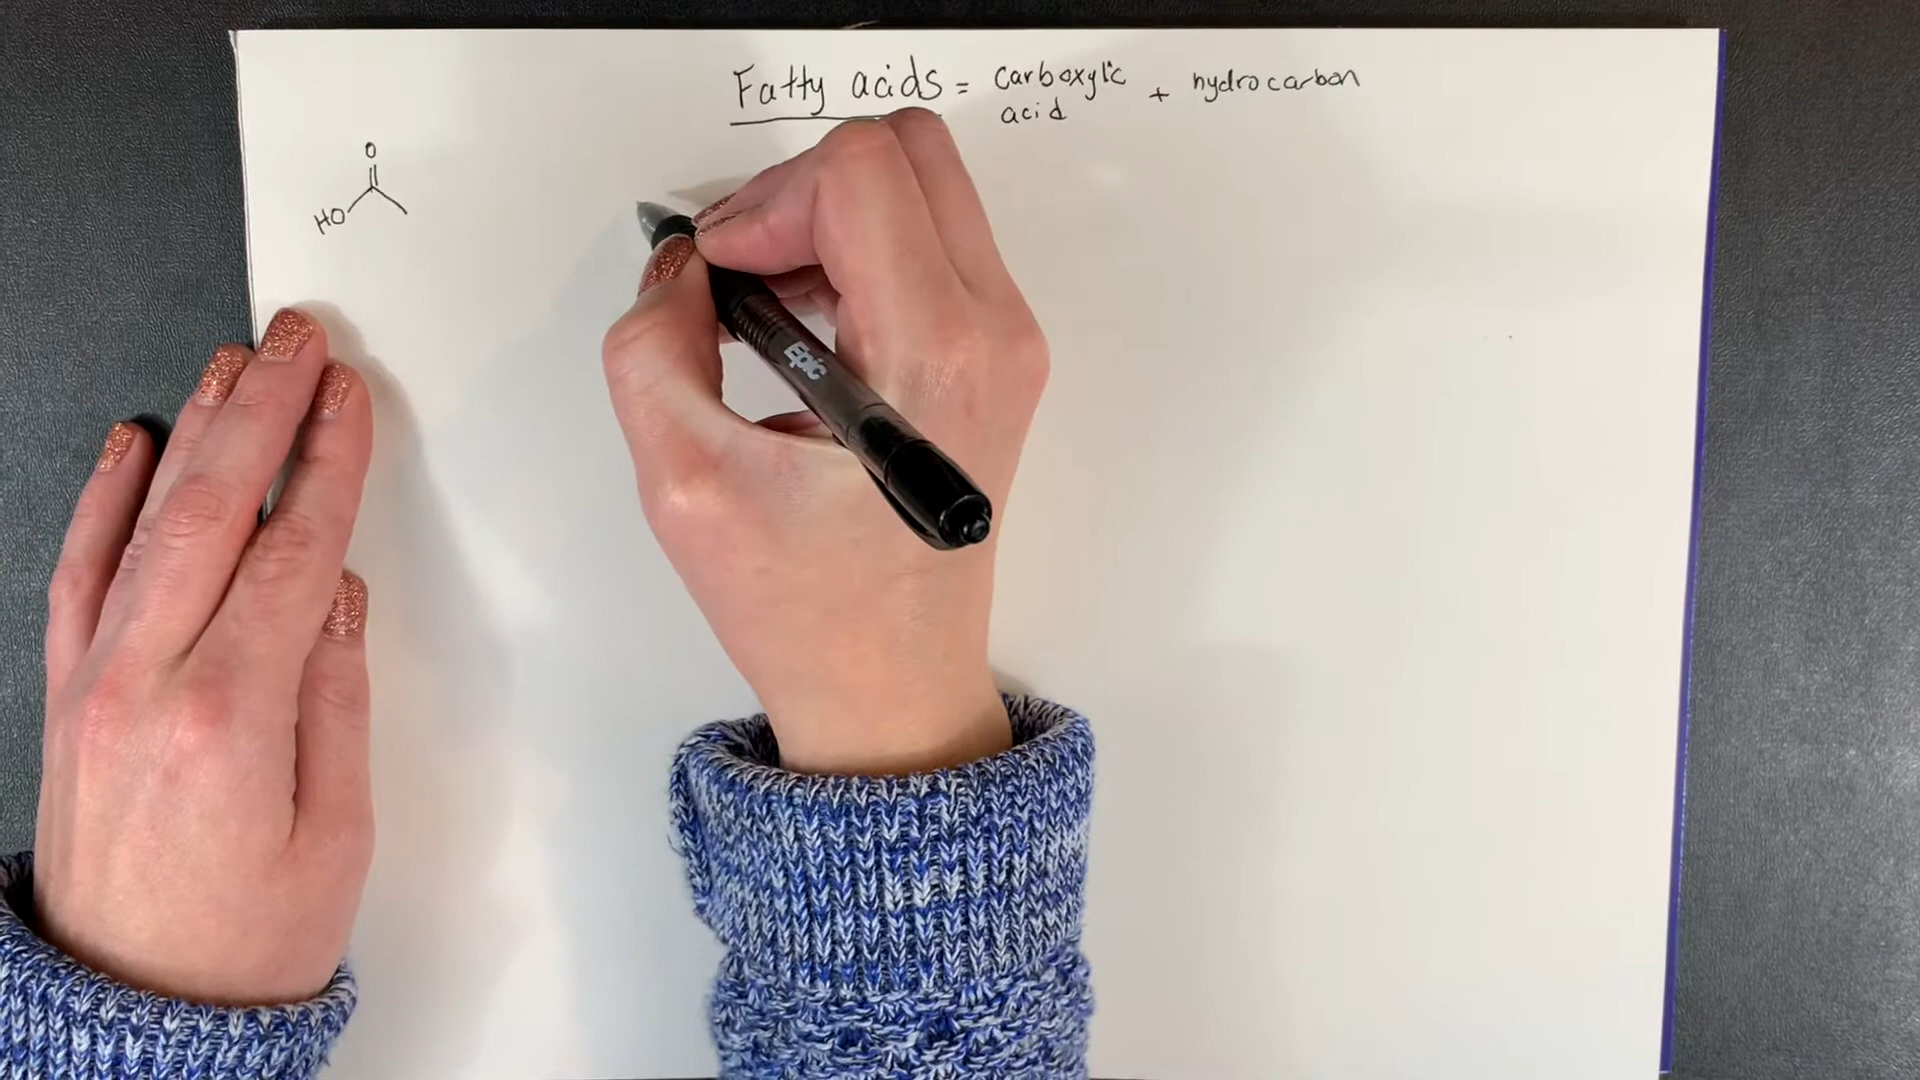 Fatty acids = carboxylic + hydrocarbon
acid
O
HO
Epic